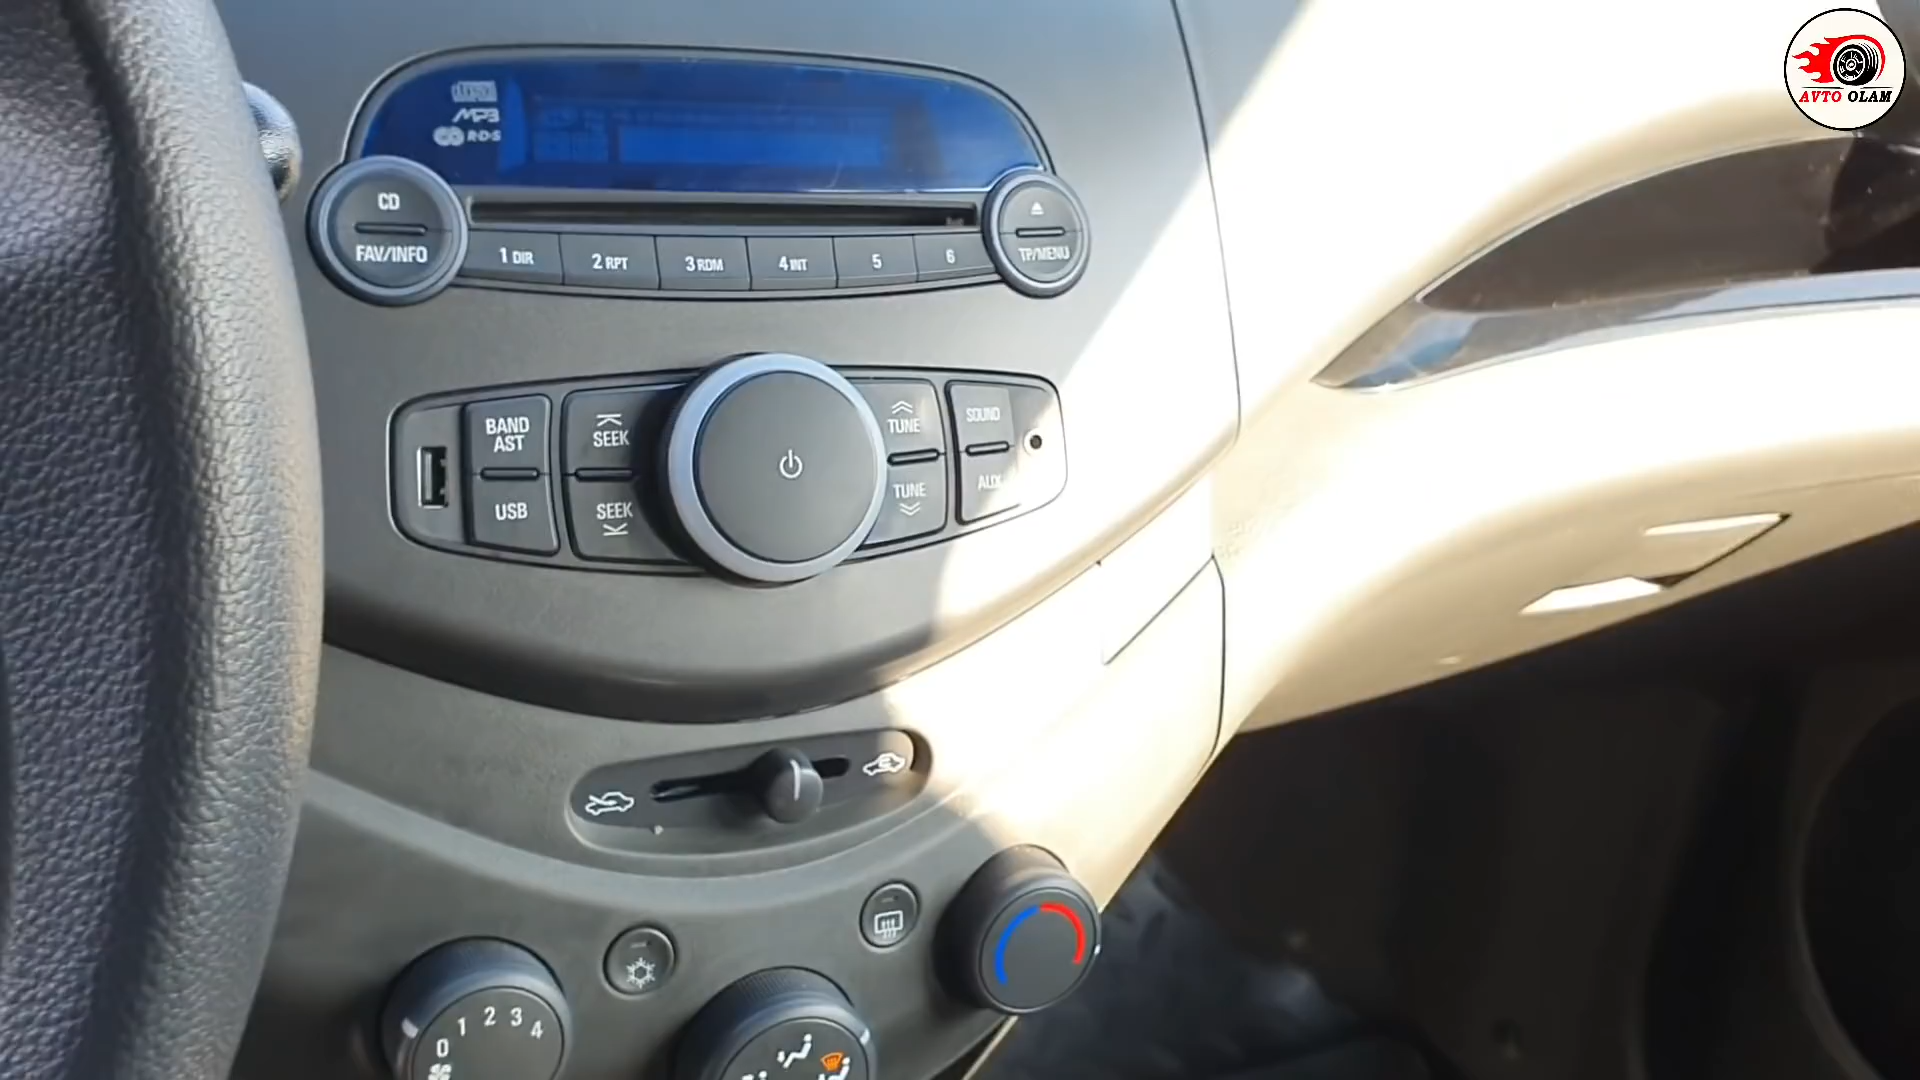 AVTO OLAM
MP3
RDS
CD
FAV/INFO
1 DIR
2 RPT
3 RDM
4 INT
5
6
TP/MENU
BAND
AST
USB
SEEK
SEEK
TUNE
TUNE
SOUND
AUX
0 1 2 3 4